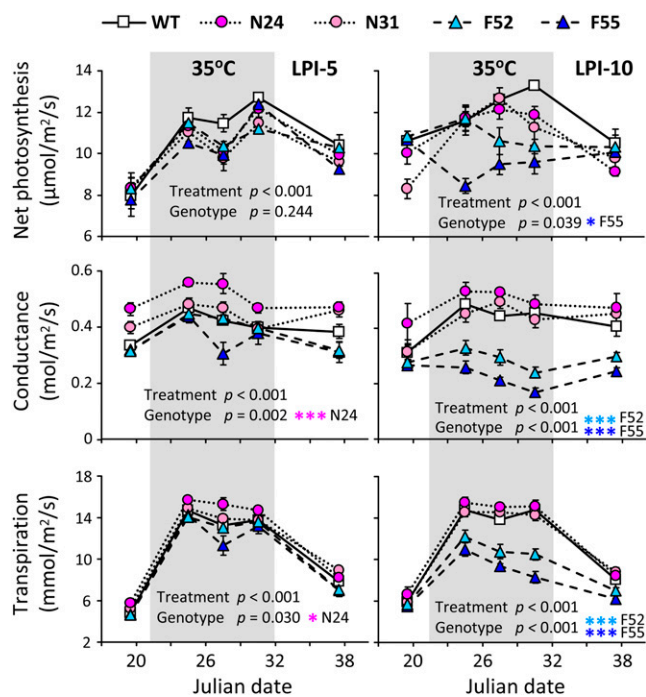 WT N24 N31 F52 F55
35°C LPI-5
35°C LPI-10
Net photosynthesis
(µmol/m²/s)
14
12
10
8
6
Treatment p < 0.001
Genotype p = 0.244
Treatment p < 0.001
Genotype p = 0.039 * F55
Conductance
(mol/m²/s)
0.6
0.4
0.2
0
Treatment p < 0.001
Genotype p = 0.002 *** N24
Treatment p < 0.001
Genotype p < 0.001
*** F52
*** F55
Transpiration
(mmol/m²/s)
18
14
10
6
2
Treatment p < 0.001
Genotype p = 0.030 * N24
Treatment p < 0.001
Genotype p < 0.001
*** F52
*** F55
20 26 32 38
20 26 32 38
Julian date
Julian date